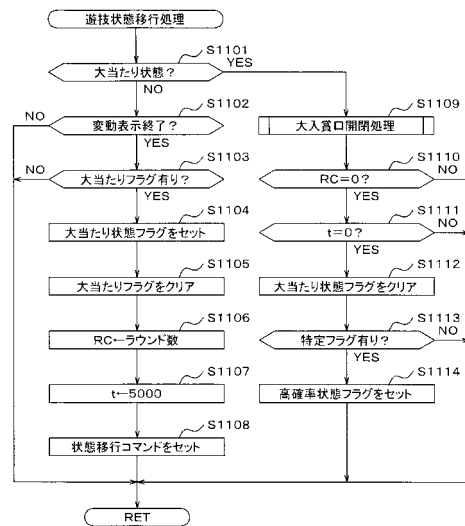 遊技状態移行処理
S1101
大当たり状態?
YES
NO
S1102
NO
変動表示終了?
YES
S1103
NO
大当たりフラグ有り?
YES
S1104
大当たり状態フラグをセット
S1105
大当たりフラグをクリア
S1106
RC←ラウンド数
S1107
t←5000
S1108
状態移行コマンドをセット
S1109
大入賞口開閉処理
S1110
RC=0?
NO
YES
S1111
t=0?
NO
YES
S1112
大当たり状態フラグをクリア
S1113
特定フラグ有り?
NO
YES
S1114
高確率状態フラグをセット
RET